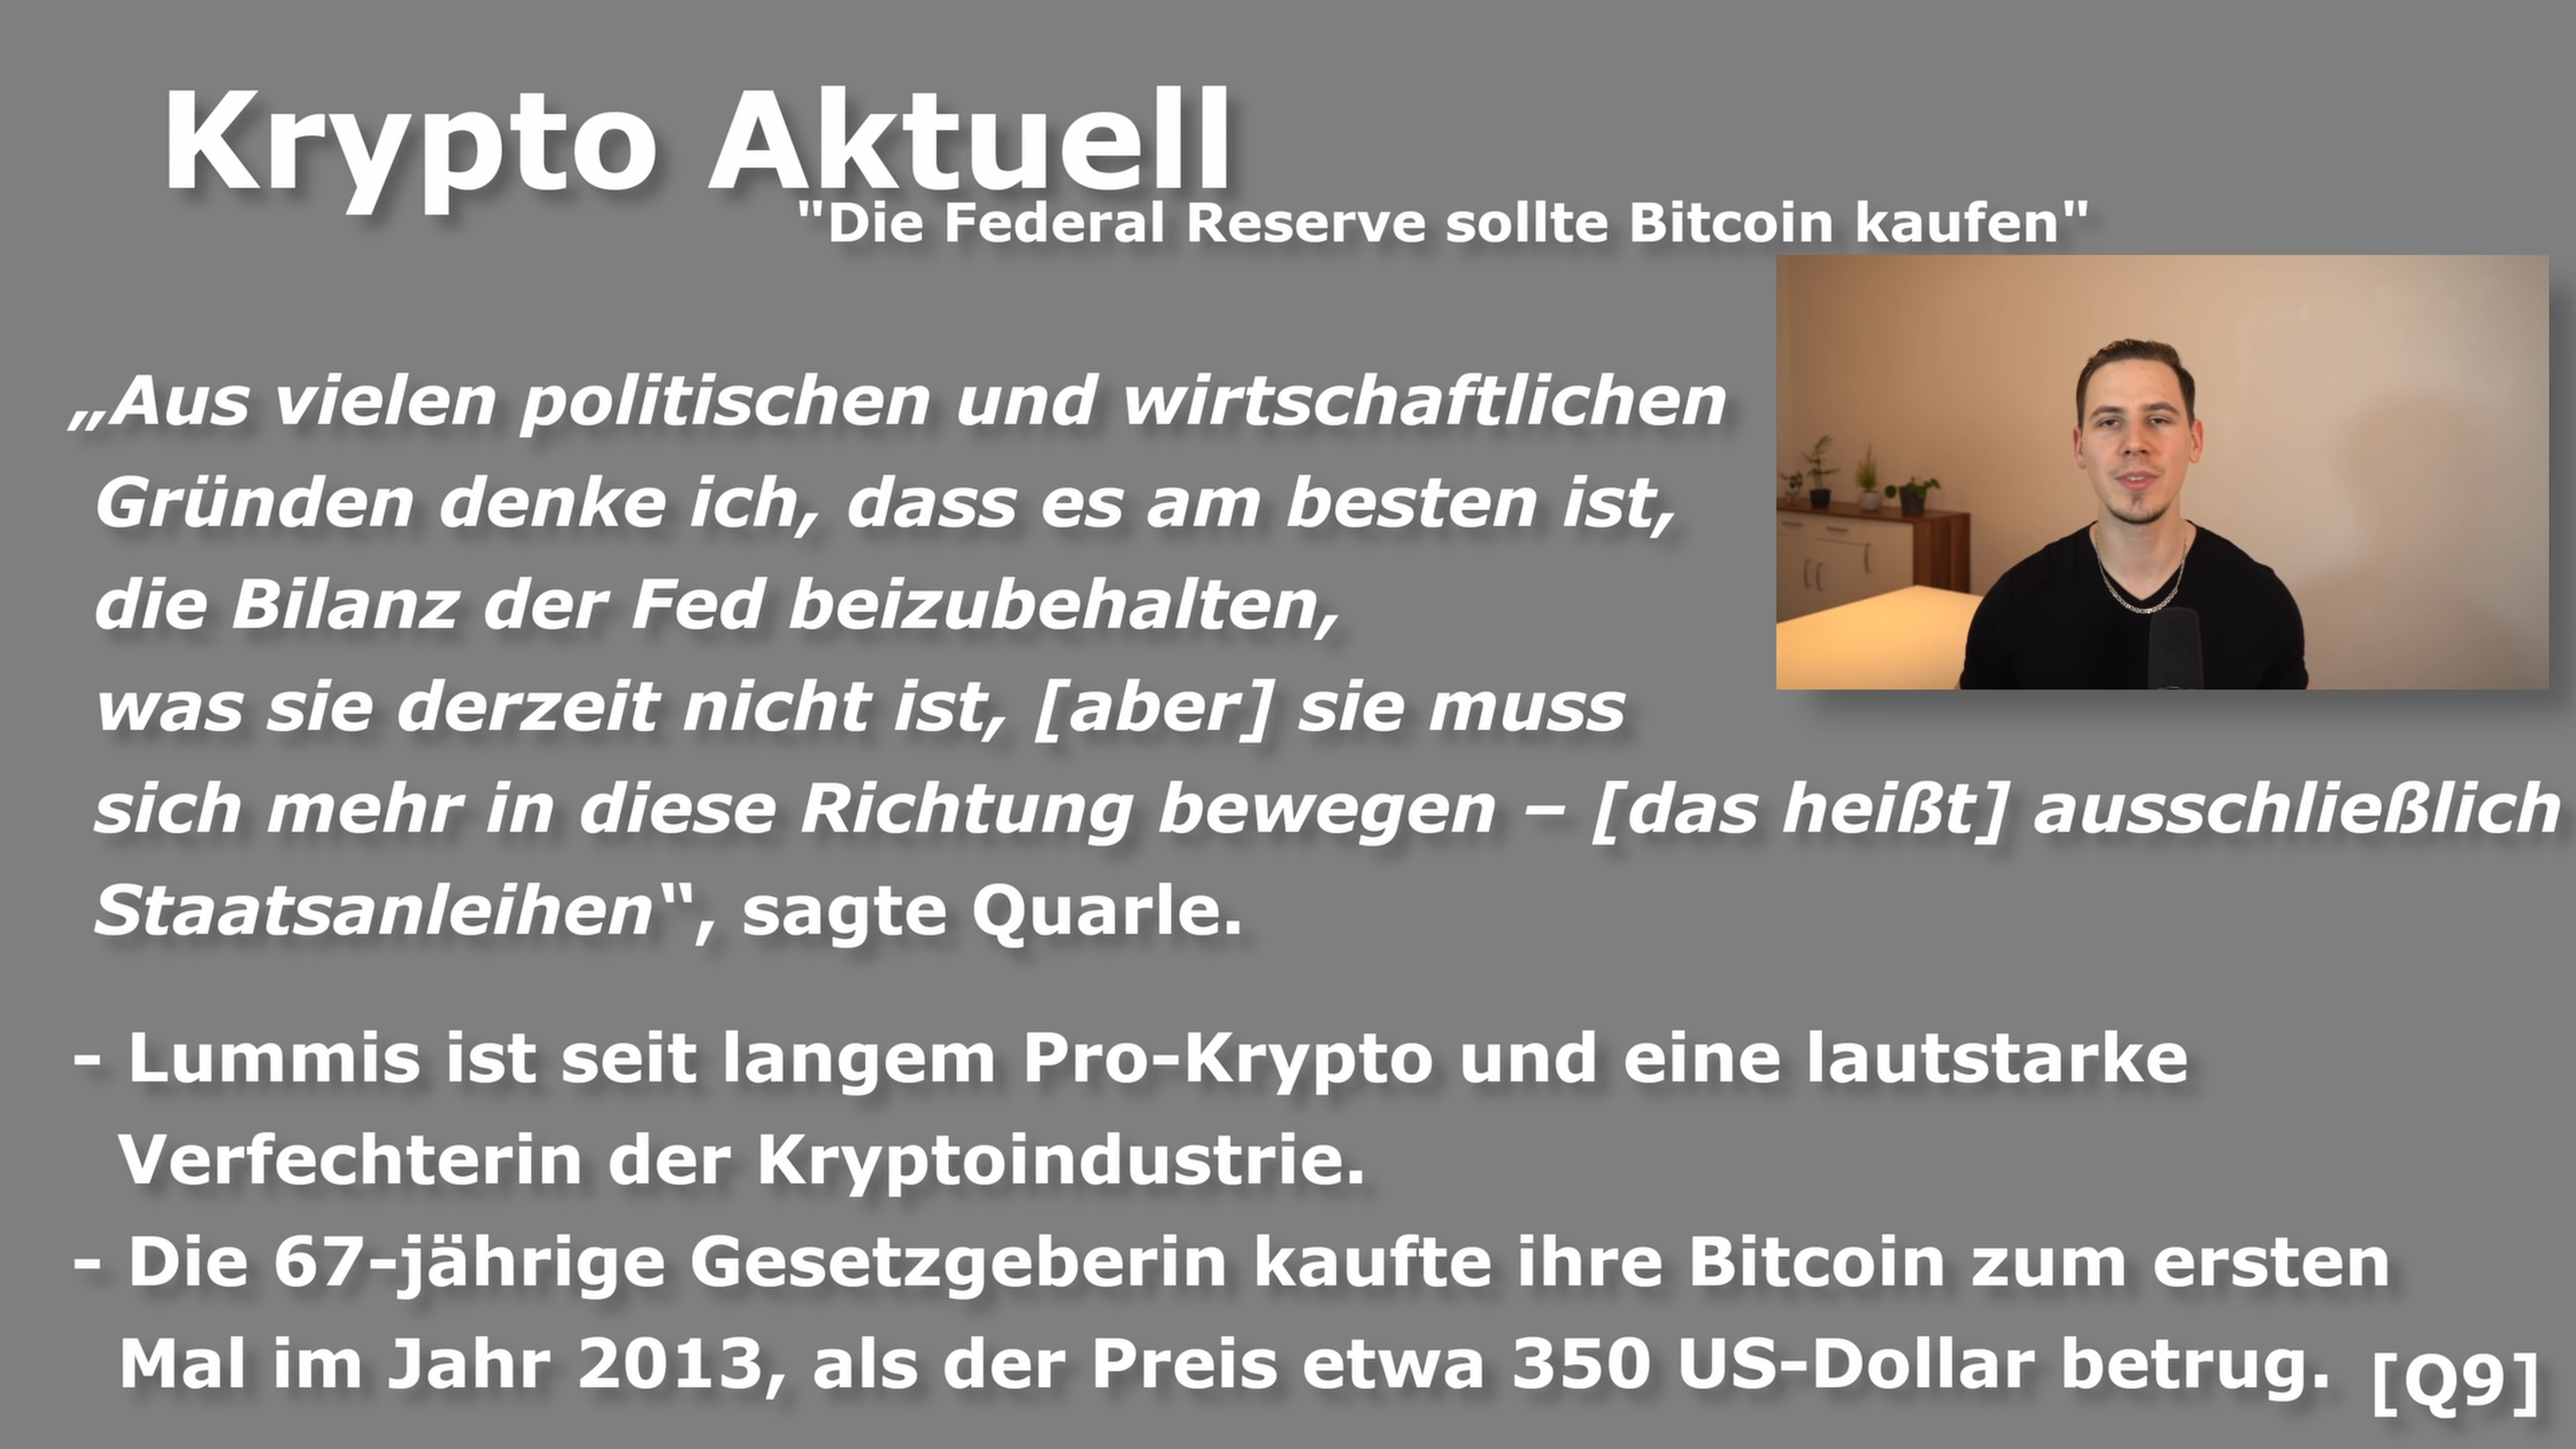 Krypto Aktuell
"Die Federal Reserve sollte Bitcoin kaufen"
„Aus vielen politischen und wirtschaftlichen
Gründen denke ich, dass es am besten ist,
die Bilanz der Fed beizubehalten,
was sie derzeit nicht ist, [aber] sie muss
sich mehr in diese Richtung bewegen – [das heißt] ausschließlich
Staatsanleihen“, sagte Quarle.
- Lummis ist seit langem Pro-Krypto und eine lautstarke
Verfechterin der Kryptoindustrie.
- Die 67-jährige Gesetzgeberin kaufte ihre Bitcoin zum ersten
Mal im Jahr 2013, als der Preis etwa 350 US-Dollar betrug. [Q9]